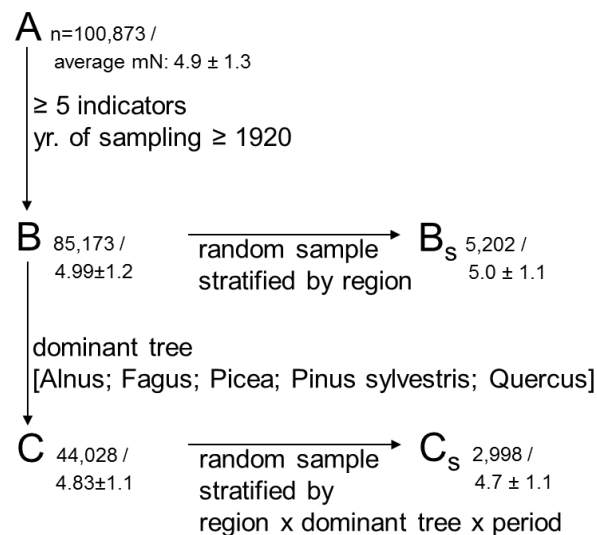 A n=100,873 /
average mN: 4.9 ± 1.3
≥ 5 indicators
yr. of sampling ≥ 1920
B 85,173 /
4.99±1.2
random sample
stratified by region
Bs 5,202 /
5.0 ± 1.1
dominant tree
[Alnus; Fagus; Picea; Pinus sylvestris; Quercus]
C 44,028 /
4.83±1.1
random sample
stratified by
region x dominant tree x period
Cs 2,998 /
4.7 ± 1.1